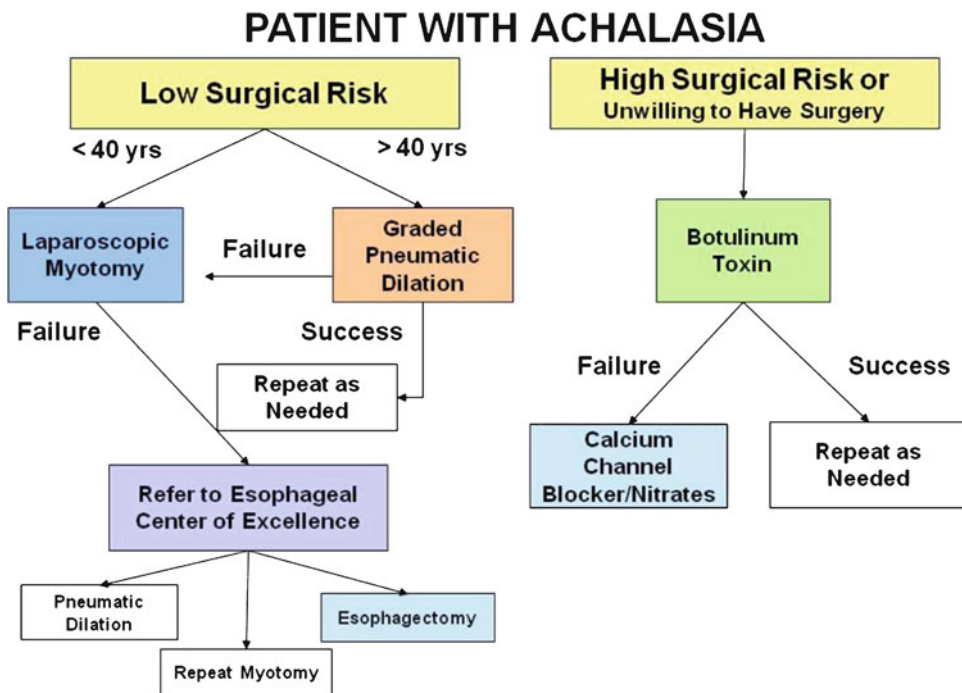 PATIENT WITH ACHALASIA
Low Surgical Risk
High Surgical Risk or
Unwilling to Have Surgery
< 40 yrs
> 40 yrs
Laparoscopic
Myotomy
Failure
Graded
Pneumatic
Dilation
Botulinum
Toxin
Failure
Success
Repeat as
Needed
Failure
Success
Calcium
Channel
Blocker/Nitrates
Repeat as
Needed
Refer to Esophageal
Center of Excellence
Pneumatic
Dilation
Repeat Myotomy
Esophagectomy